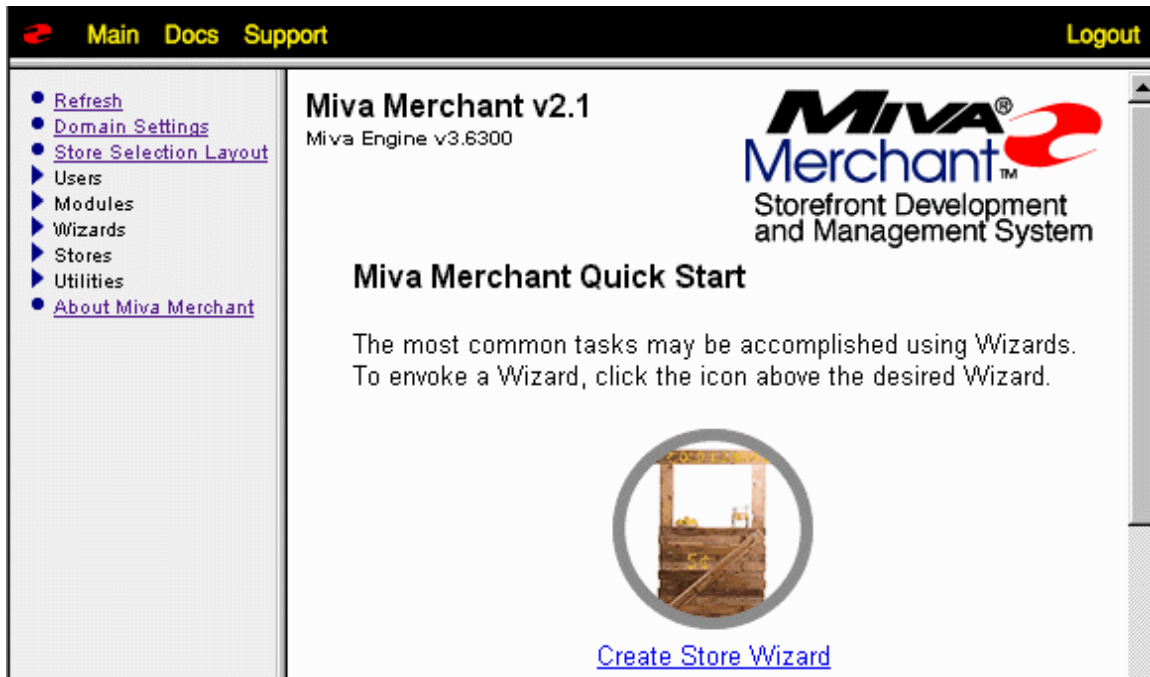 Main Docs Support Logout
Refresh
Domain Settings
Store Selection Layout
Users
Modules
Wizards
Stores
Utilities
About Miva Merchant
Miva Merchant v2.1
Miva Engine v3.6300
MIVA®
Merchant™
Storefront Development
and Management System
Miva Merchant Quick Start
The most common tasks may be accomplished using Wizards.
To envoke a Wizard, click the icon above the desired Wizard.
5¢
Create Store Wizard